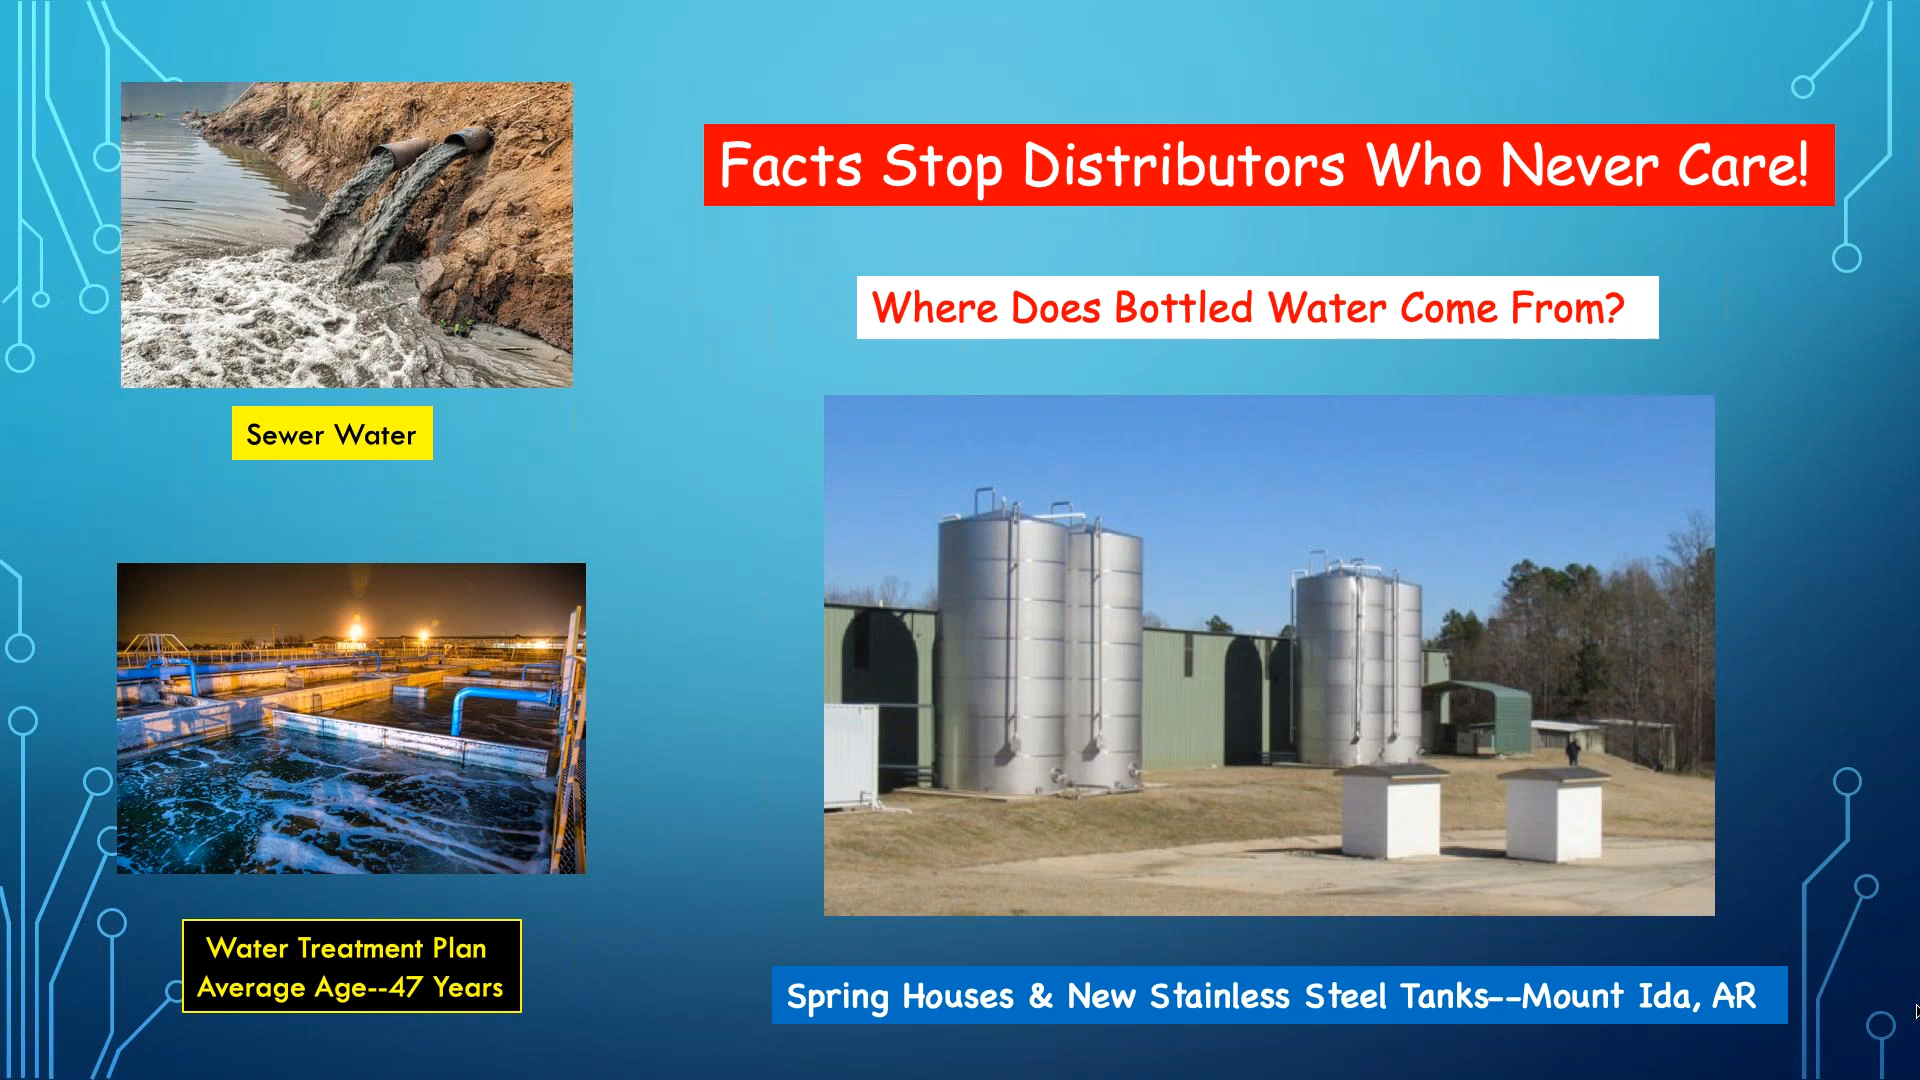 Facts Stop Distributors Who Never Care!
Where Does Bottled Water Come From?
Sewer Water
Water Treatment Plan
Average Age--47 Years
Spring Houses & New Stainless Steel Tanks--Mount Ida, AR